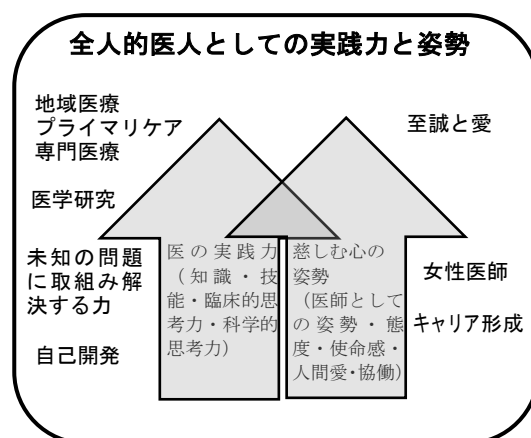 全人的医人としての実践力と姿勢
地域医療
プライマリケア
専門医療
医学研究
未知の問題
に取組み解
決する力
自己開発
医の実践力
(知識・技
能・臨床的思
考力・科学的
思考力)
慈しむ心の
姿勢
(医師として
の姿勢・態
度・使命感・
人間愛・協働)
至誠と愛
女性医師
キャリア形成